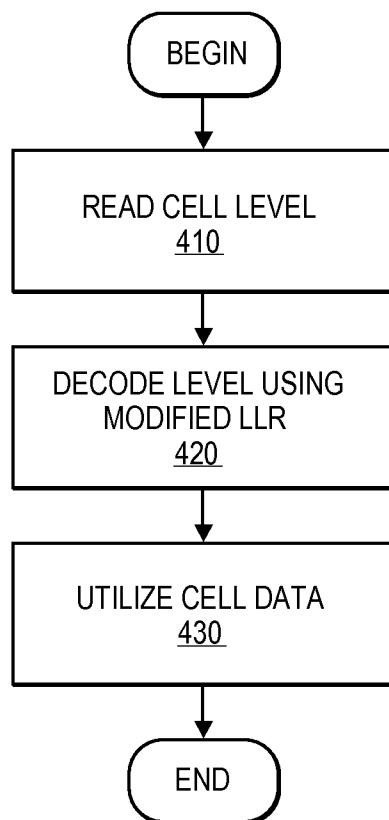 BEGIN
READ CELL LEVEL
410
DECODE LEVEL USING
MODIFIED LLR
420
UTILIZE CELL DATA
430
END